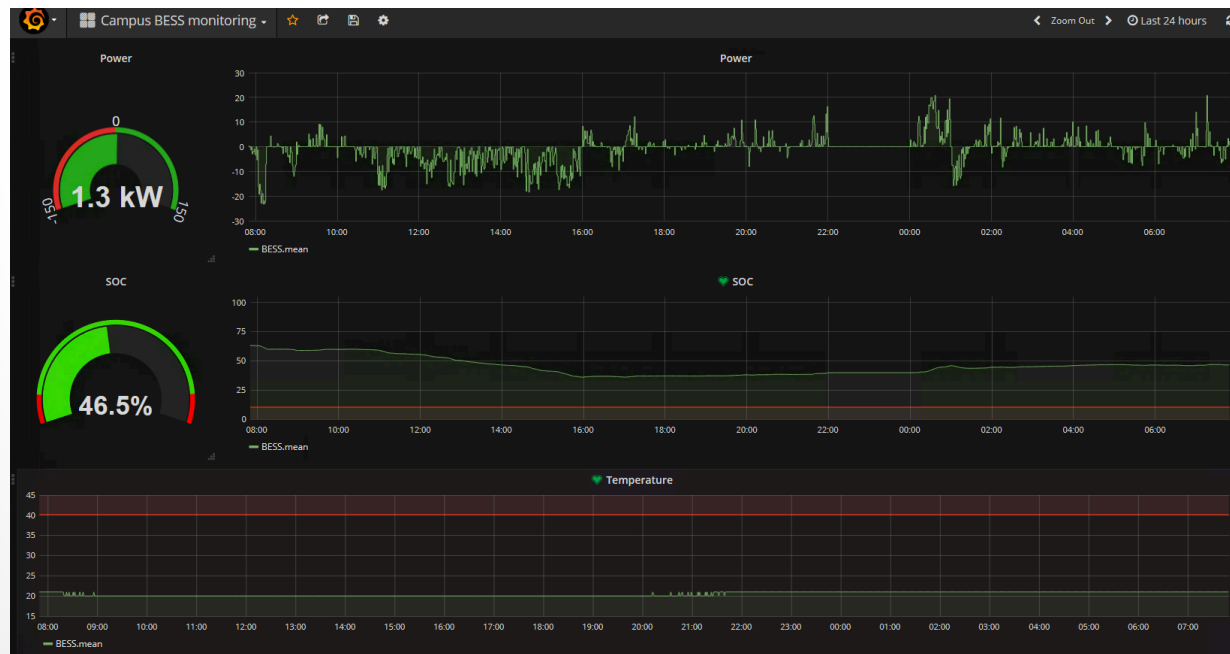 Campus BESS monitoring
Zoom Out Last 24 hours
Power
0
-150
150
1.3 kW
Power
30
20
10
0
-10
-20
-30
08:00 10:00 12:00 14:00 16:00 18:00 20:00 22:00 00:00 02:00 04:00 06:00
BESS.mean
SOC
46.5%
SOC
100
75
50
25
0
08:00 10:00 12:00 14:00 16:00 18:00 20:00 22:00 00:00 02:00 04:00 06:00
BESS.mean
Temperature
45
40
35
30
25
20
15
08:00 09:00 10:00 11:00 12:00 13:00 14:00 15:00 16:00 17:00 18:00 19:00 20:00 21:00 22:00 23:00 00:00 01:00 02:00 03:00 04:00 05:00 06:00 07:00
BESS.mean